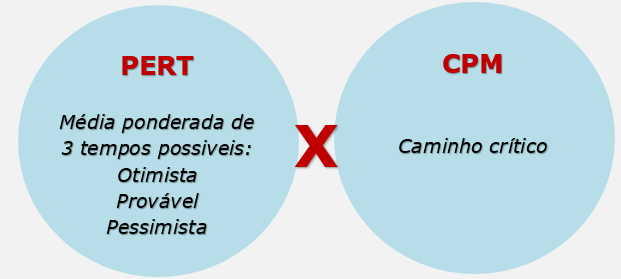 PERT
Média ponderada de
3 tempos possiveis:
Otimista
Provável
Pessimista
X
CPM
Caminho crítico